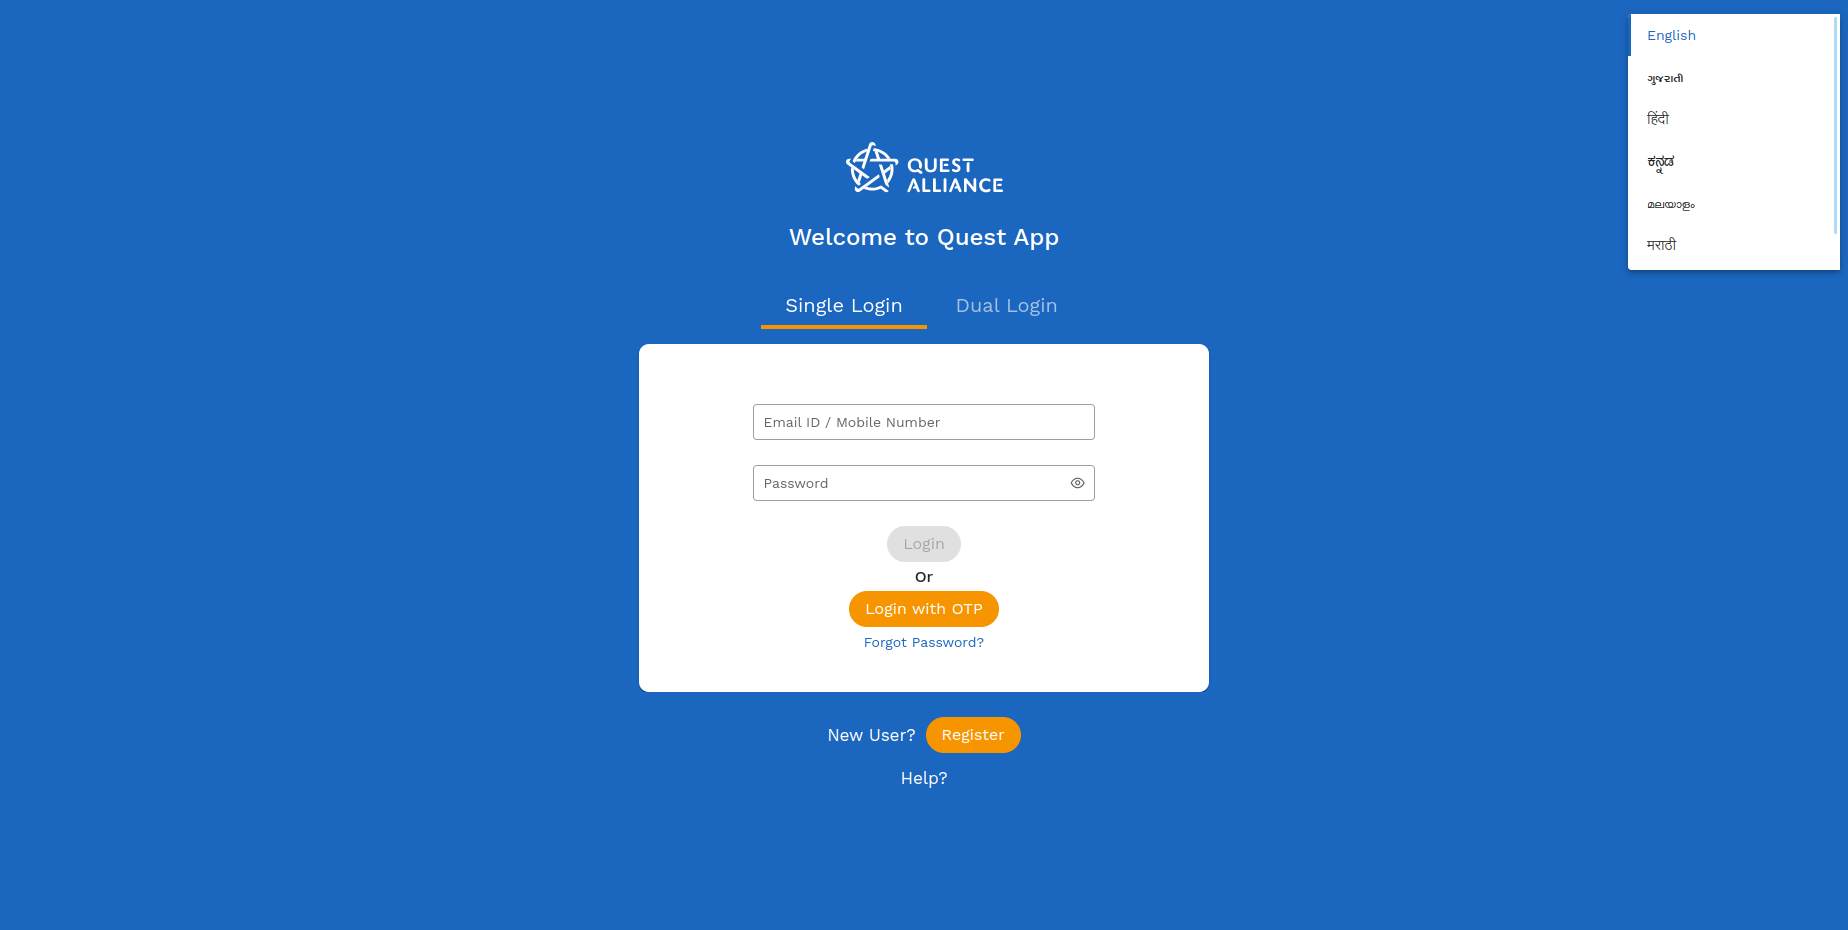 English
ગુજરાતી
हिंदी
ಕನ್ನಡ
മലയാളം
मराठी
QUEST
ALLIANCE
Welcome to Quest App
Single Login
Dual Login
Email ID / Mobile Number
Password
Login
Or
Login with OTP
Forgot Password?
New User? Register
Help?